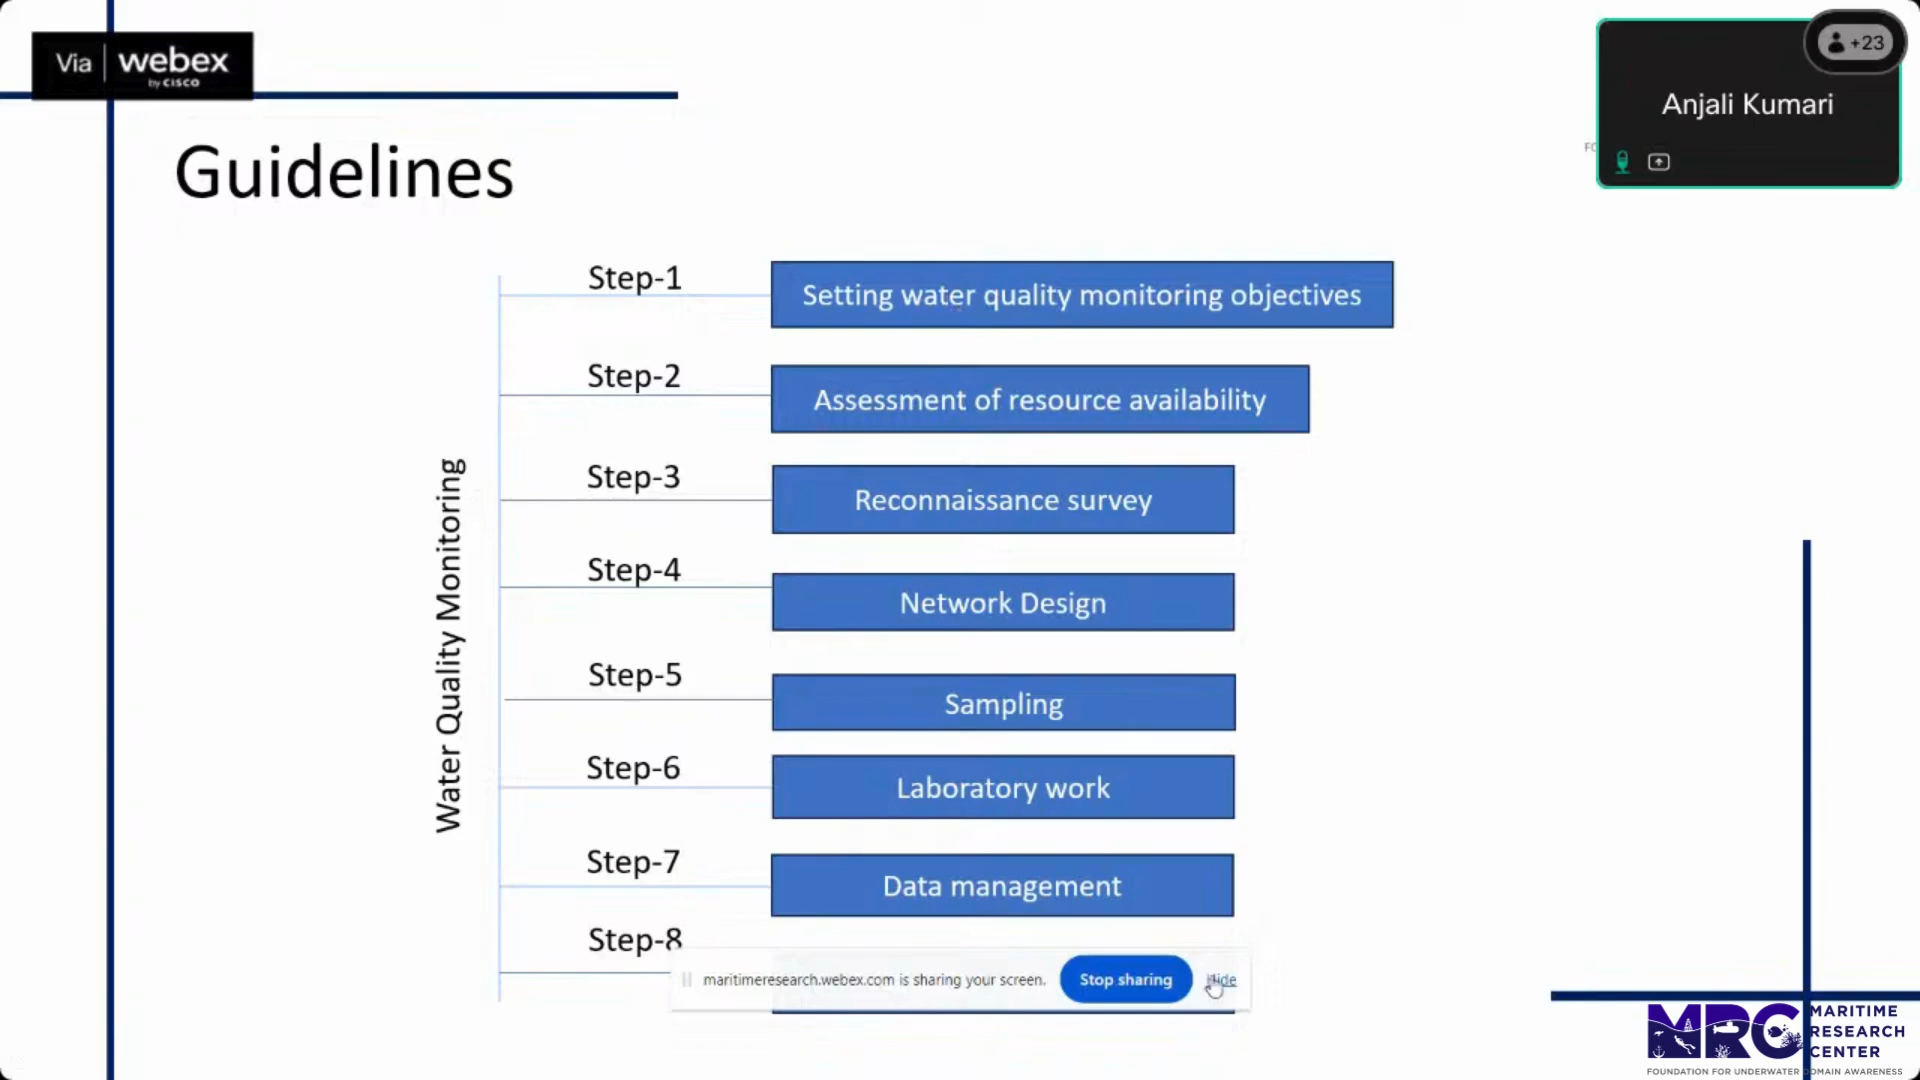 Via webex
by CISCO
+23
Anjali Kumari
Guidelines
Water Quality Monitoring
Step-1
Setting water quality monitoring objectives
Step-2
Assessment of resource availability
Step-3
Reconnaissance survey
Step-4
Network Design
Step-5
Sampling
Step-6
Laboratory work
Step-7
Data management
Step-8
maritimeresearch.webex.com is sharing your screen.
Stop sharing
Hide
MRC
MARITIME
RESEARCH
CENTER
FOUNDATION FOR UNDERWATER DOMAIN AWARENESS